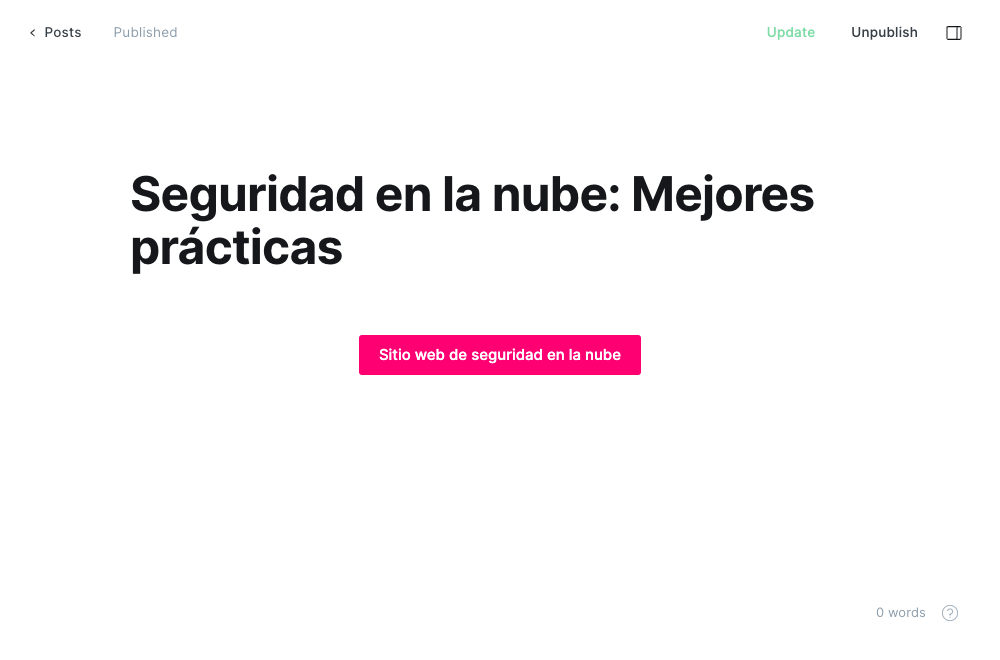 Posts
Published
Update
Unpublish
Seguridad en la nube: Mejores
prácticas
Sitio web de seguridad en la nube
0 words
?